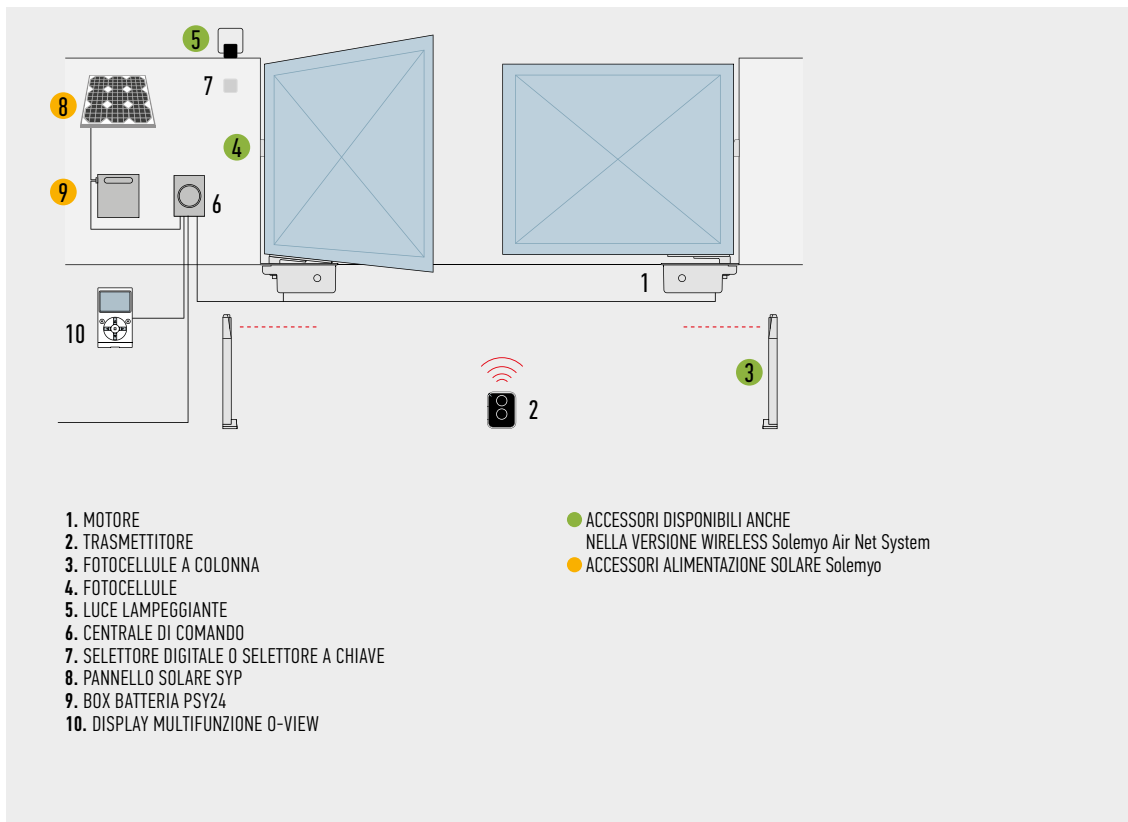 5
7
8
4
9
6
1
10
3
2
1. MOTORE
2. TRASMETTITORE
3. FOTOCELLULE A COLONNA
4. FOTOCELLULE
5. LUCE LAMPEGGIANTE
6. CENTRALE DI COMANDO
7. SELETTORE DIGITALE O SELETTORE A CHIAVE
8. PANNELLO SOLARE SYP
9. BOX BATTERIA PSY24
10. DISPLAY MULTIFUNZIONE O-VIEW
ACCESSORI DISPONIBILI ANCHE
NELLA VERSIONE WIRELESS Solemyo Air Net System
ACCESSORI ALIMENTAZIONE SOLARE Solemyo